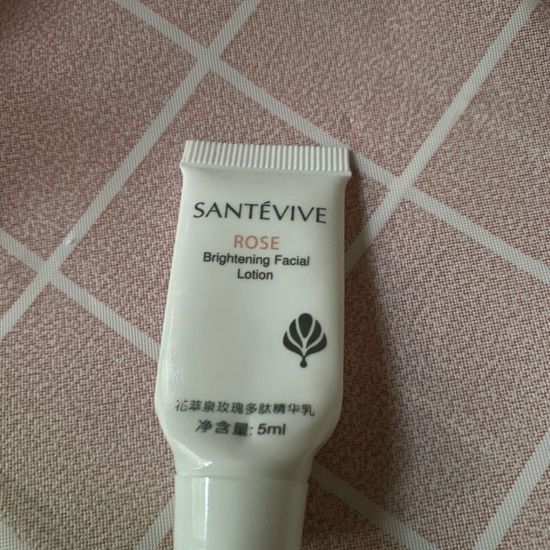 SANTÉVIVE
ROSE
Brightening Facial
Lotion
花萃泉玫瑰多肽精华乳
净含量: 5ml